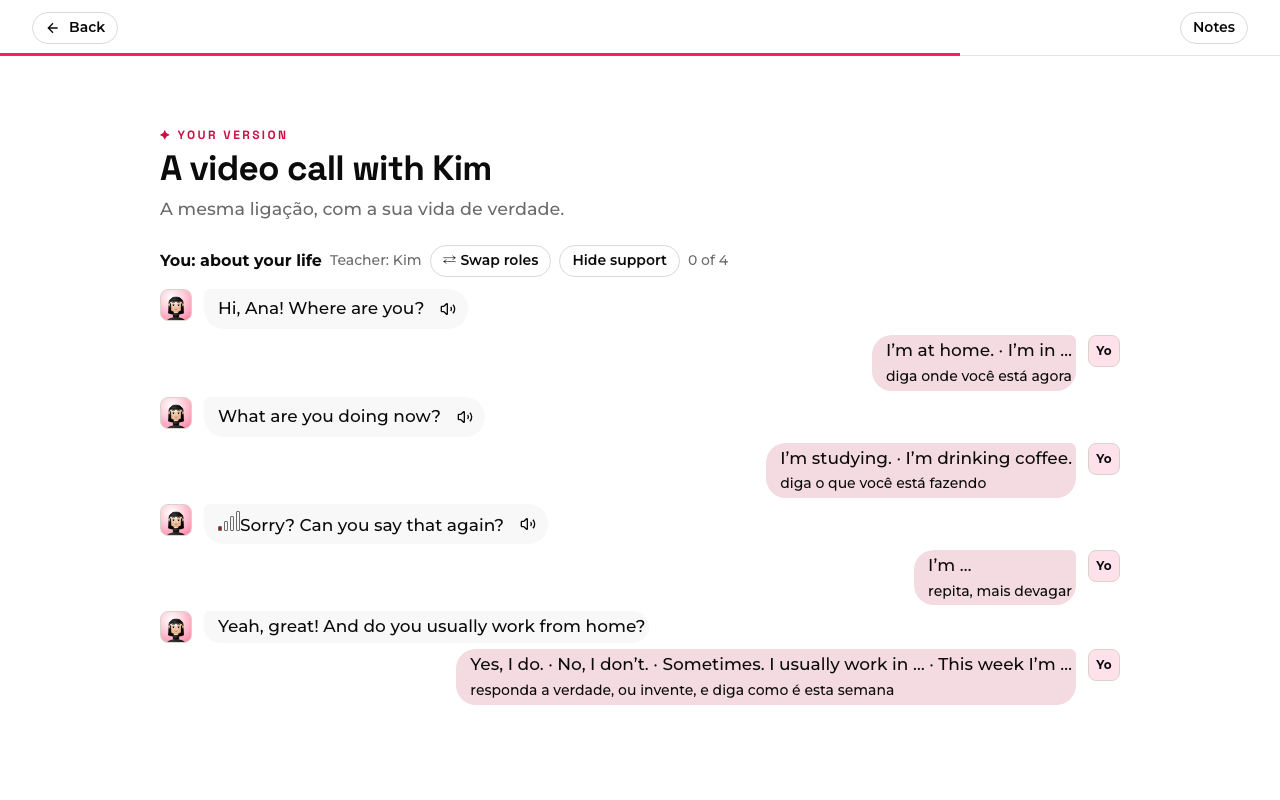 Back
Notes
YOUR VERSION
A video call with Kim
A mesma ligação, com a sua vida de verdade.
You: about your life Teacher: Kim Swap roles Hide support 0 of 4
Hi, Ana! Where are you?
I’m at home. · I’m in ... Yo
diga onde você está agora
What are you doing now?
I’m studying. · I’m drinking coffee. Yo
diga o que você está fazendo
Sorry? Can you say that again?
I’m ... Yo
repita, mais devagar
Yeah, great! And do you usually work from home?
Yes, I do. · No, I don’t. · Sometimes. I usually work in ... · This week I’m ... Yo
responda a verdade, ou invente, e diga como é esta semana